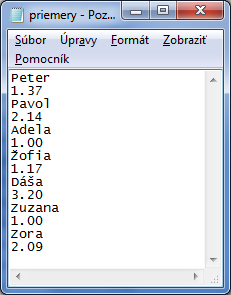 priemery - Poz...
Súbor Úpravy Formát Zobraziť
Pomocník
Peter
1.37
Pavol
2.14
Adela
1.00
Žofia
1.17
Dáša
3.20
Zuzana
1.00
Zora
2.09